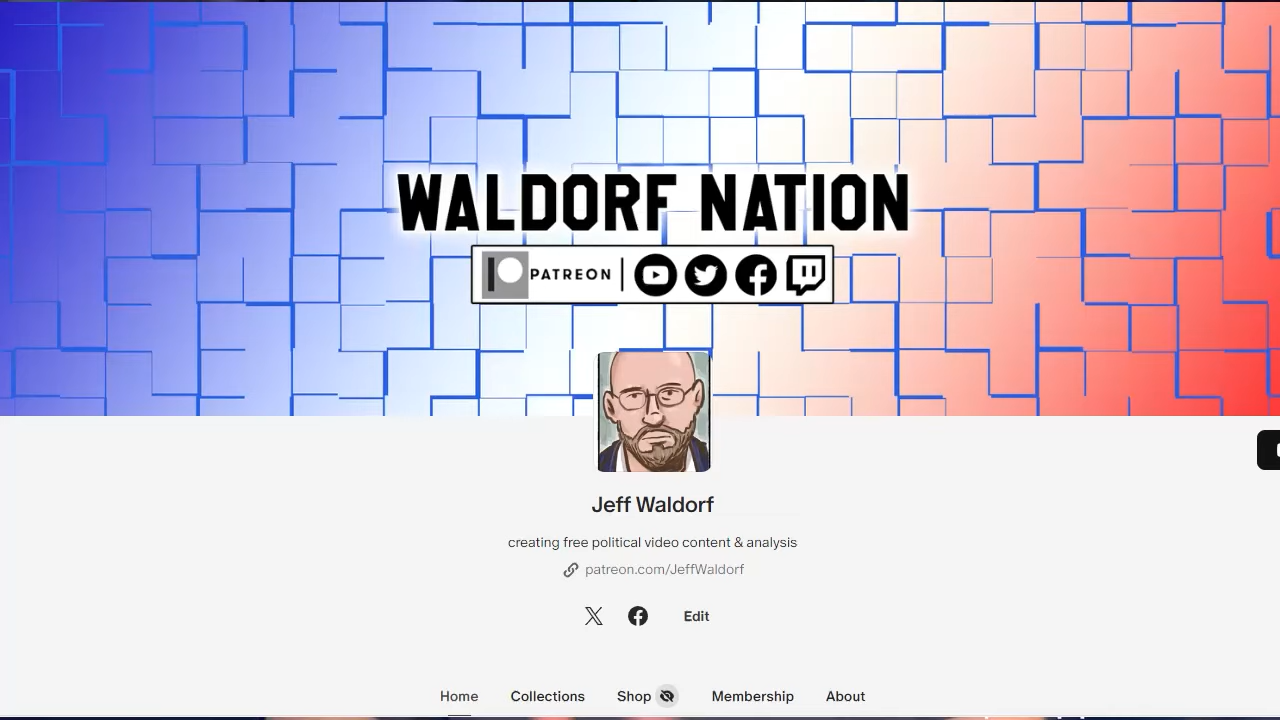 WALDORF NATION
PATREON
Jeff Waldorf
creating free political video content & analysis
patreon.com/JeffWaldorf
Edit
Home Collections Shop Membership About